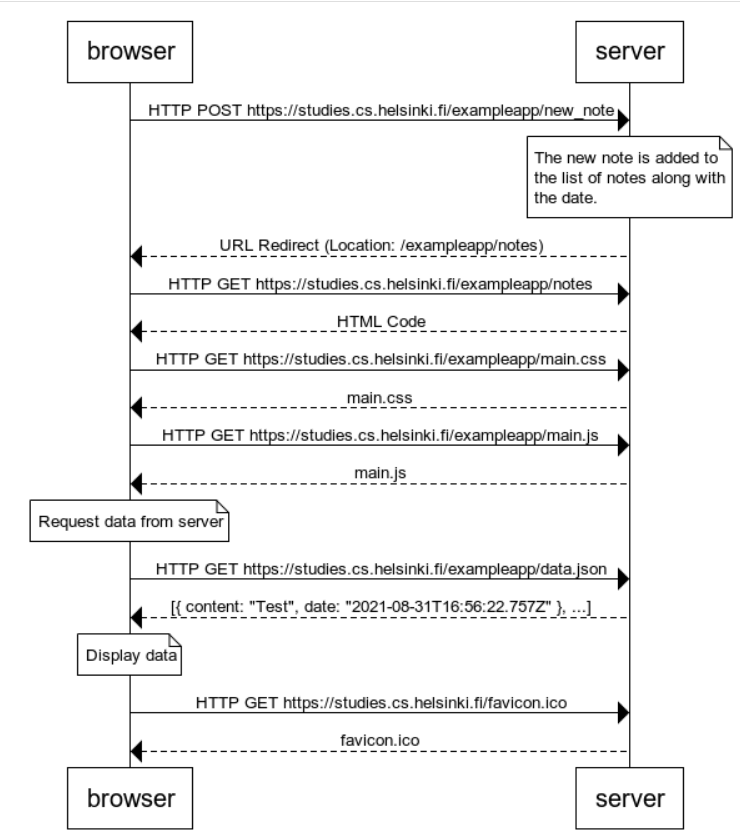 browser server
HTTP POST https://studies.cs.helsinki.fi/exampleapp/new_note
The new note is added to
the list of notes along with
the date.
URL Redirect (Location: /exampleapp/notes)
HTTP GET https://studies.cs.helsinki.fi/exampleapp/notes
HTML Code
HTTP GET https://studies.cs.helsinki.fi/exampleapp/main.css
main.css
HTTP GET https://studies.cs.helsinki.fi/exampleapp/main.js
main.js
Request data from server
HTTP GET https://studies.cs.helsinki.fi/exampleapp/data.json
[{ content: "Test", date: "2021-08-31T16:56:22.757Z" }, ...]
Display data
HTTP GET https://studies.cs.helsinki.fi/favicon.ico
favicon.ico
browser server